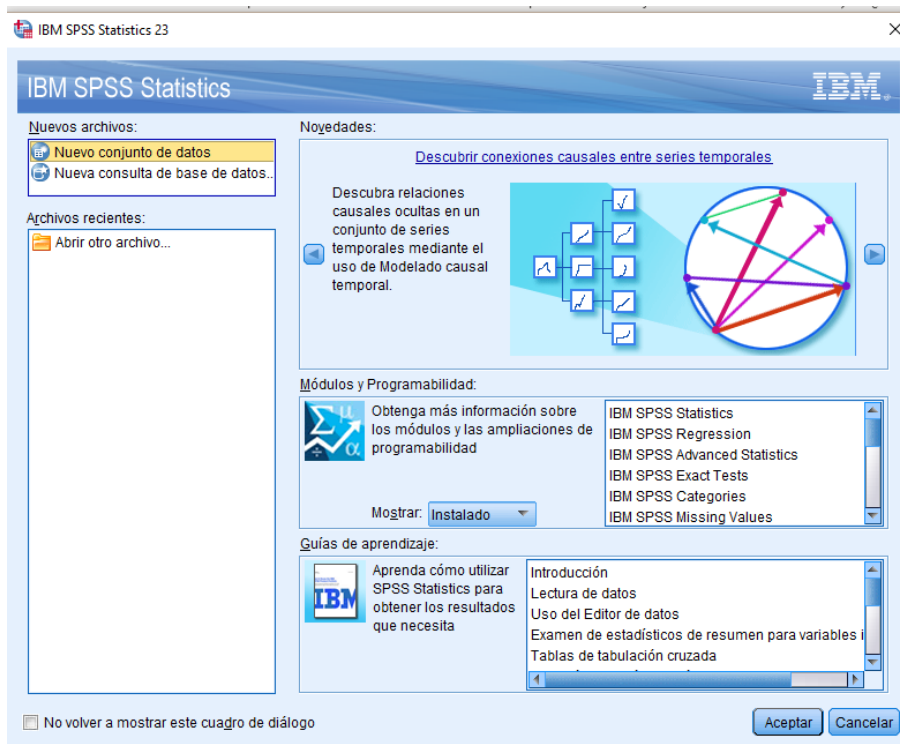 IBM SPSS Statistics 23
IBM SPSS Statistics
IBM.
Nuevos archivos:
Nuevo conjunto de datos
Nueva consulta de base de datos..
Archivos recientes:
Abrir otro archivo...
Novedades:
Descubrir conexiones causales entre series temporales
Descubra relaciones
causales ocultas en un
conjunto de series
temporales mediante el
uso de Modelado causal
temporal.
Módulos y Programabilidad:
Obtenga más información sobre
los módulos y las ampliaciones de
programabilidad
Mostrar: Instalado
IBM SPSS Statistics
IBM SPSS Regression
IBM SPSS Advanced Statistics
IBM SPSS Exact Tests
IBM SPSS Categories
IBM SPSS Missing Values
Σ μ
α
Guías de aprendizaje:
IBM
Aprenda cómo utilizar
SPSS Statistics para
obtener los resultados
que necesita
Introducción
Lectura de datos
Uso del Editor de datos
Examen de estadísticos de resumen para variables i
Tablas de tabulación cruzada
No volver a mostrar este cuadro de diálogo
Aceptar
Cancelar